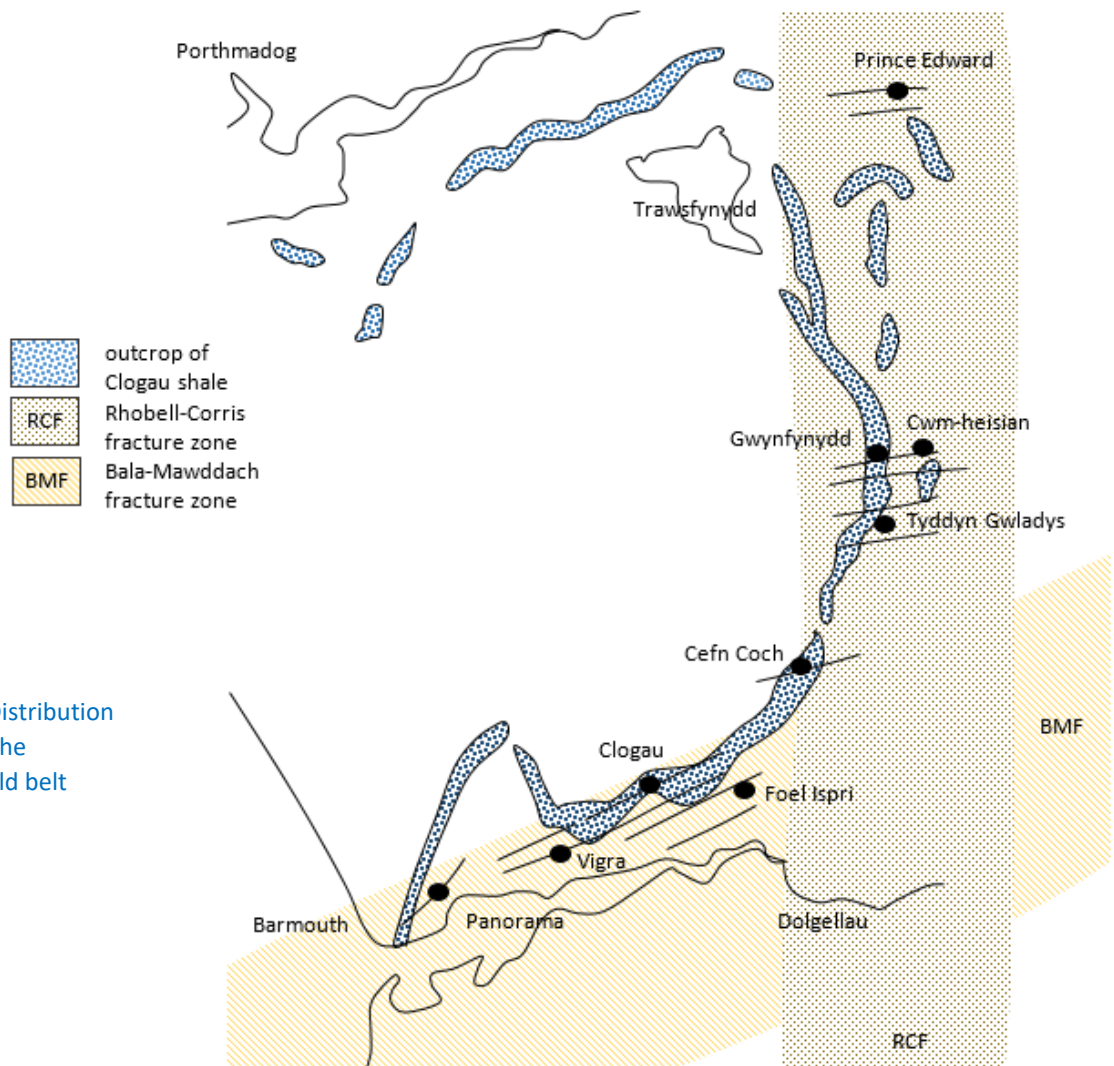 Porthmadog
Prince Edward
Trawsfynydd
outcrop of
Clogau shale
RCF
Rhobell-Corris
fracture zone
BMF
Bala-Mawddach
fracture zone
Cwm-heisian
Gwynfynydd
Tyddyn Gwladys
Cefn Coch
istribution
he
ld belt
BMF
Clogau
Foel Ispri
Vigra
Barmouth
Panorama
Dolgellau
RCF